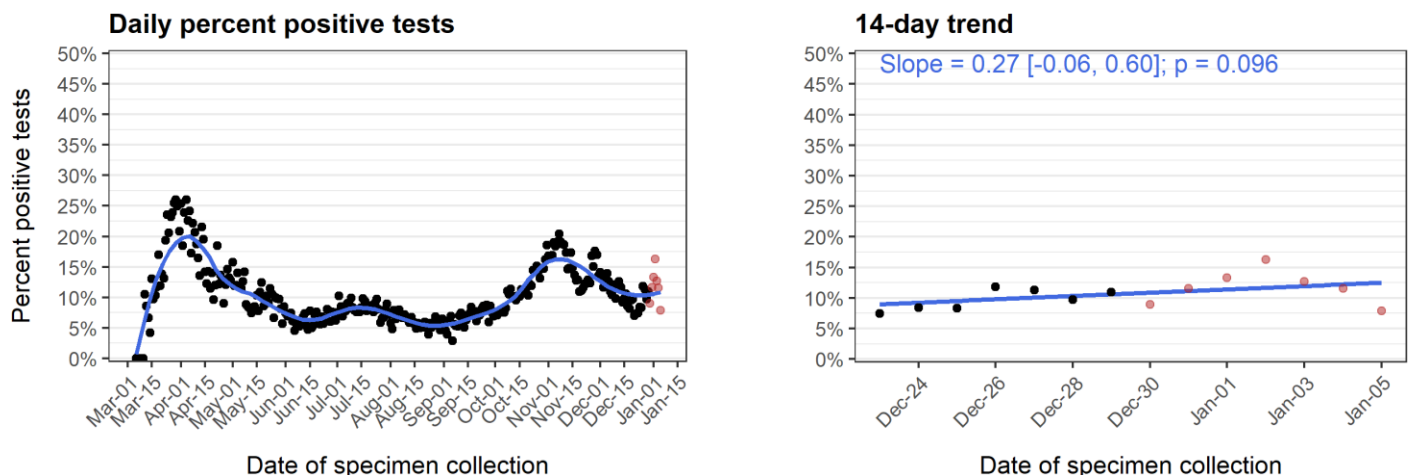 Daily percent positive tests
Percent positive tests
50%
45%
40%
35%
30%
25%
20%
15%
10%
5%
0%
Mar-01
Mar-15
Apr-01
Apr-15
May-01
May-15
Jun-01
Jun-15
Jul-01
Jul-15
Aug-01
Aug-15
Sep-01
Sep-15
Oct-01
Oct-15
Nov-01
Nov-15
Dec-01
Dec-15
Jan-01
Jan-15
Date of specimen collection
14-day trend
Slope = 0.27 [-0.06, 0.60]; p = 0.096
50%
45%
40%
35%
30%
25%
20%
15%
10%
5%
0%
Dec-24
Dec-26
Dec-28
Dec-30
Jan-01
Jan-03
Jan-05
Date of specimen collection